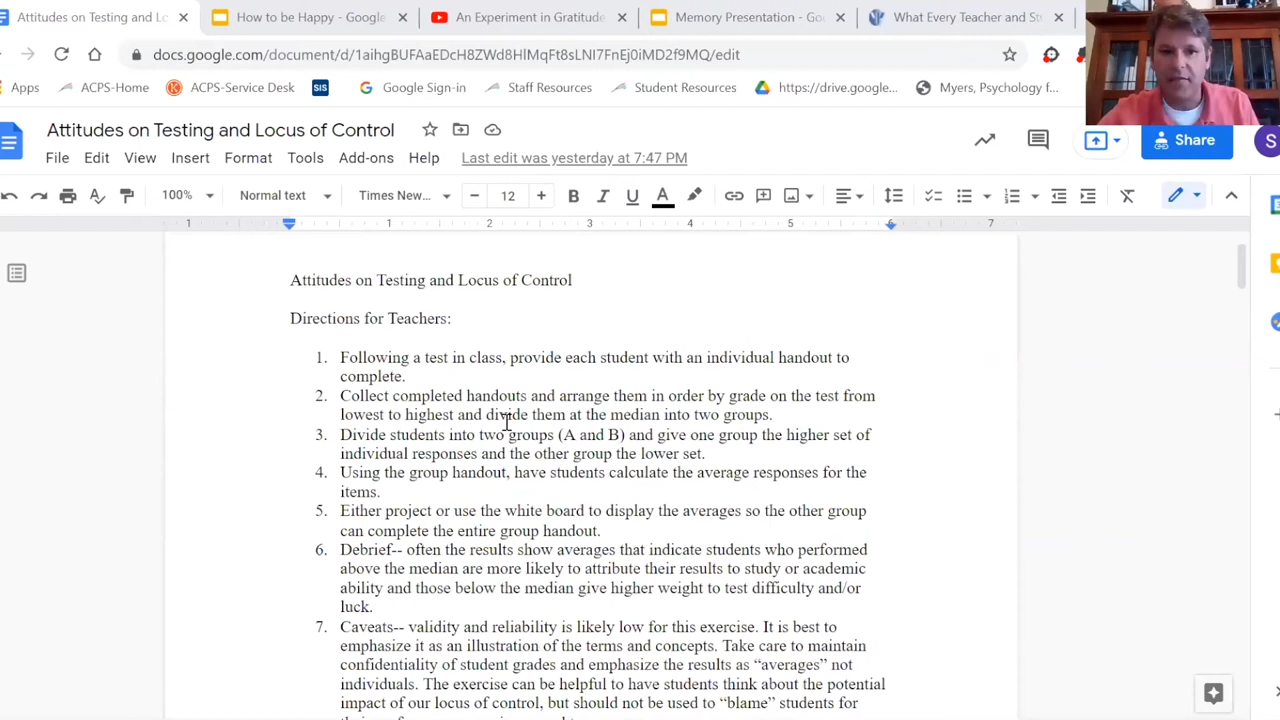 Attitudes on Testing and Lo
How to be Happy - Google
An Experiment in Gratitude
Memory Presentation - Go
What Every Teacher and St
docs.google.com/document/d/1aihgBUFAaEDcH8ZWd8HlMqFt8sLNI7FnEj0iMD2f9MQ/edit
Apps
ACPS-Home
ACPS-Service Desk
SIS
Google Sign-in
Staff Resources
Student Resources
https://drive.google...
Myers, Psychology f...
Attitudes on Testing and Locus of Control
Share
S
File Edit View Insert Format Tools Add-ons Help Last edit was yesterday at 7:47 PM
100% Normal text Times New... 12 B I U A
1 1 2 3 4 5 6 7
Attitudes on Testing and Locus of Control
Directions for Teachers:
1. Following a test in class, provide each student with an individual handout to
complete.
2. Collect completed handouts and arrange them in order by grade on the test from
lowest to highest and divide them at the median into two groups.
3. Divide students into two groups (A and B) and give one group the higher set of
individual responses and the other group the lower set.
4. Using the group handout, have students calculate the average responses for the
items.
5. Either project or use the white board to display the averages so the other group
can complete the entire group handout.
6. Debrief-- often the results show averages that indicate students who performed
above the median are more likely to attribute their results to study or academic
ability and those below the median give higher weight to test difficulty and/or
luck.
7. Caveats-- validity and reliability is likely low for this exercise. It is best to
emphasize it as an illustration of the terms and concepts. Take care to maintain
confidentiality of student grades and emphasize the results as “averages” not
individuals. The exercise can be helpful to have students think about the potential
impact of our locus of control, but should not be used to “blame” students for